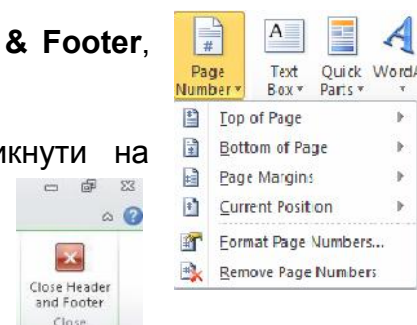 & Footer,
икнути на
Close Header
and Footer
Close
Page
Number
Text
Box
Quick
Parts
Word
Top of Page
Bottom of Page
Page Margins
Current Position
Format Page Numbers...
Remove Page Numbers